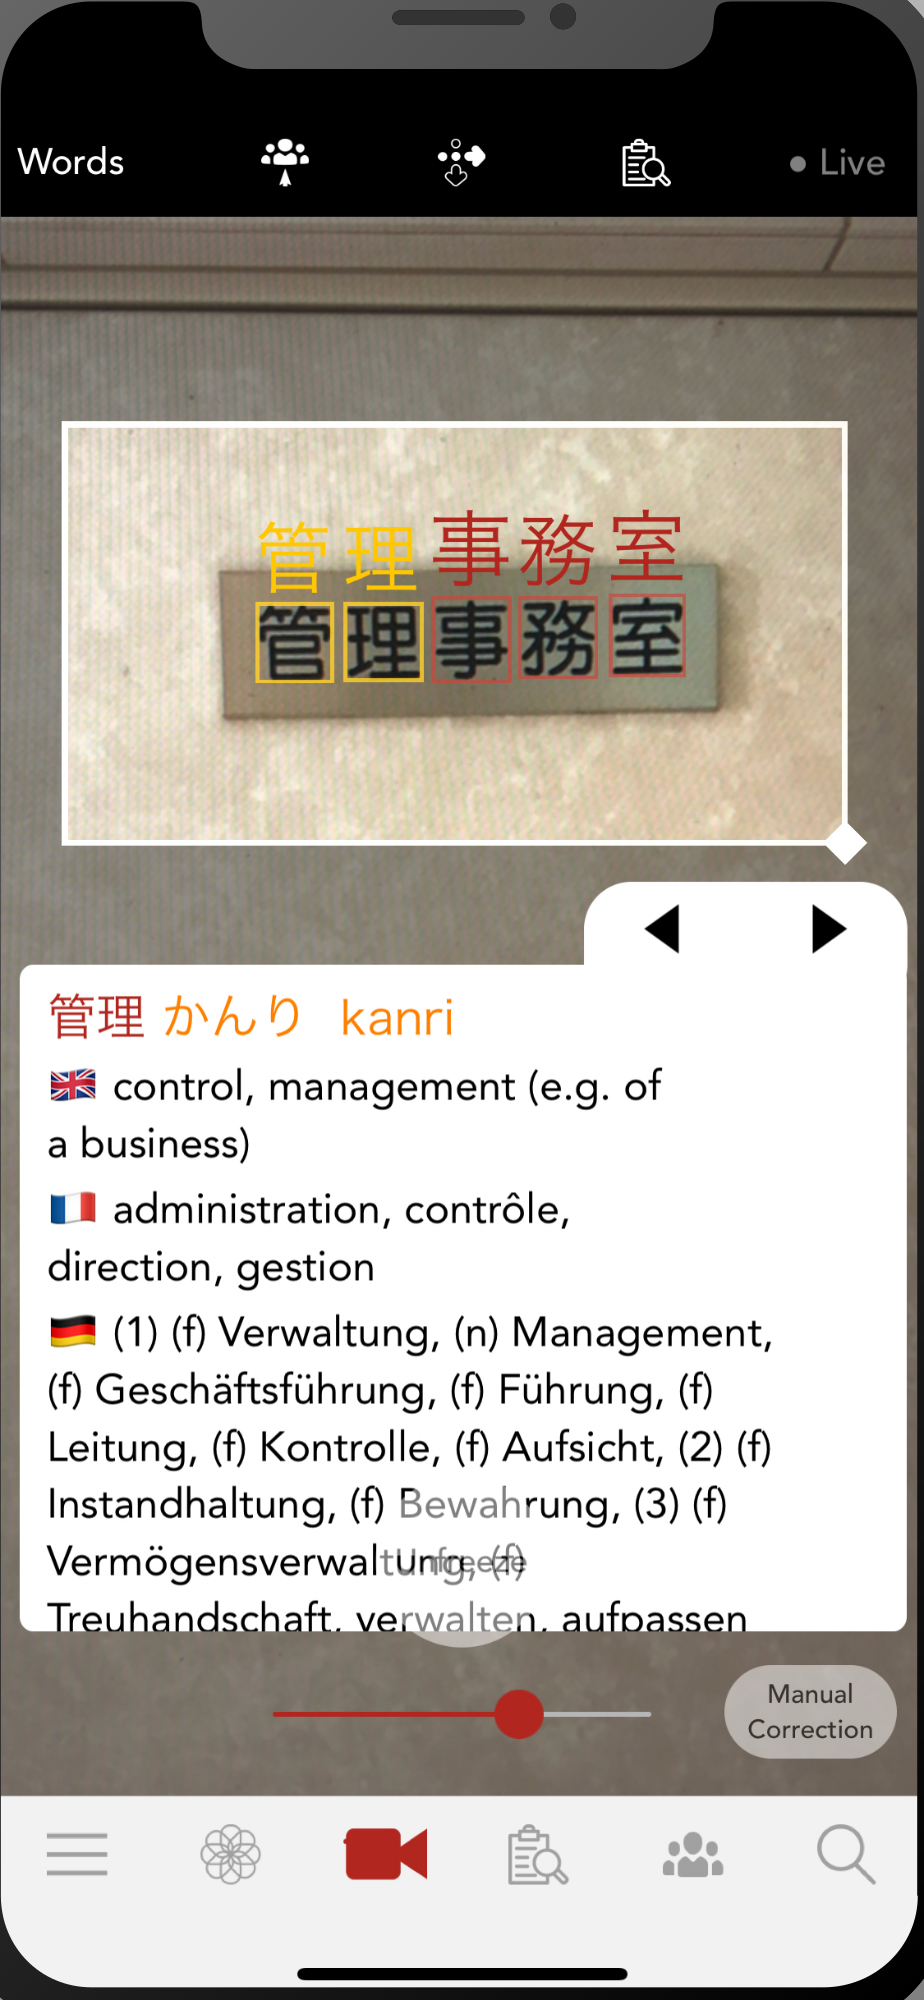 Words
Live
管理事務室
管理事務室
管理 かんり kanri
control, management (e.g. of
a business)
administration, contrôle,
direction, gestion
(1) (f) Verwaltung, (n) Management,
(f) Geschäftsführung, (f) Führung, (f)
Leitung, (f) Kontrolle, (f) Aufsicht, (2) (f)
Instandhaltung, (f) Bewahrung, (3) (f)
Vermögensverwaltung, (f)
Unfreeze
Treuhandschaft, verwalten, aufpassen
Manual
Correction